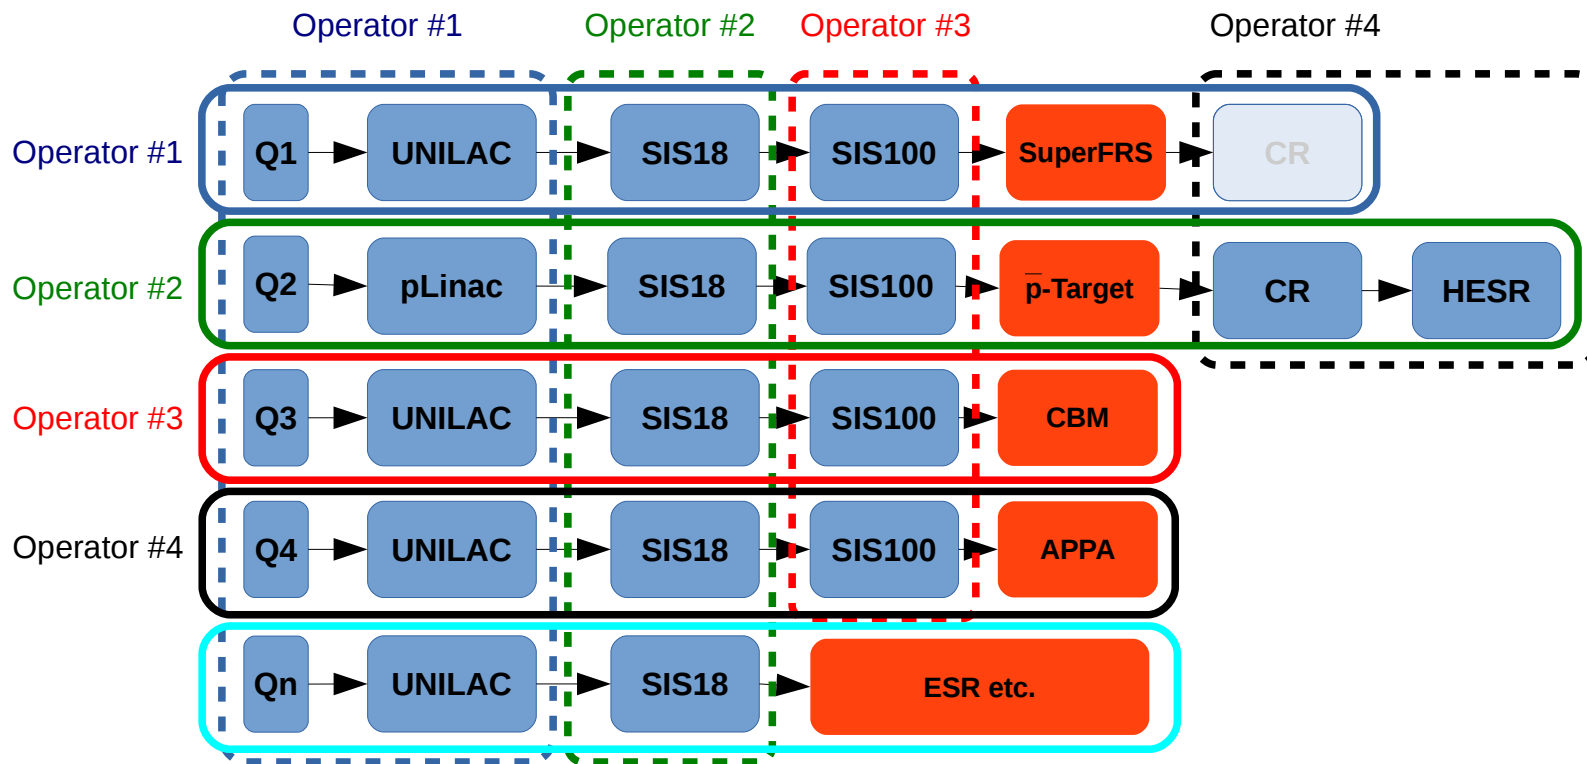 Operator #1 Operator #2 Operator #3 Operator #4
Operator #1 Q1 UNILAC SIS18 SIS100 SuperFRS CR
Operator #2 Q2 pLinac SIS18 SIS100 p̅-Target CR HESR
Operator #3 Q3 UNILAC SIS18 SIS100 CBM
Operator #4 Q4 UNILAC SIS18 SIS100 APPA
Qn UNILAC SIS18 ESR etc.